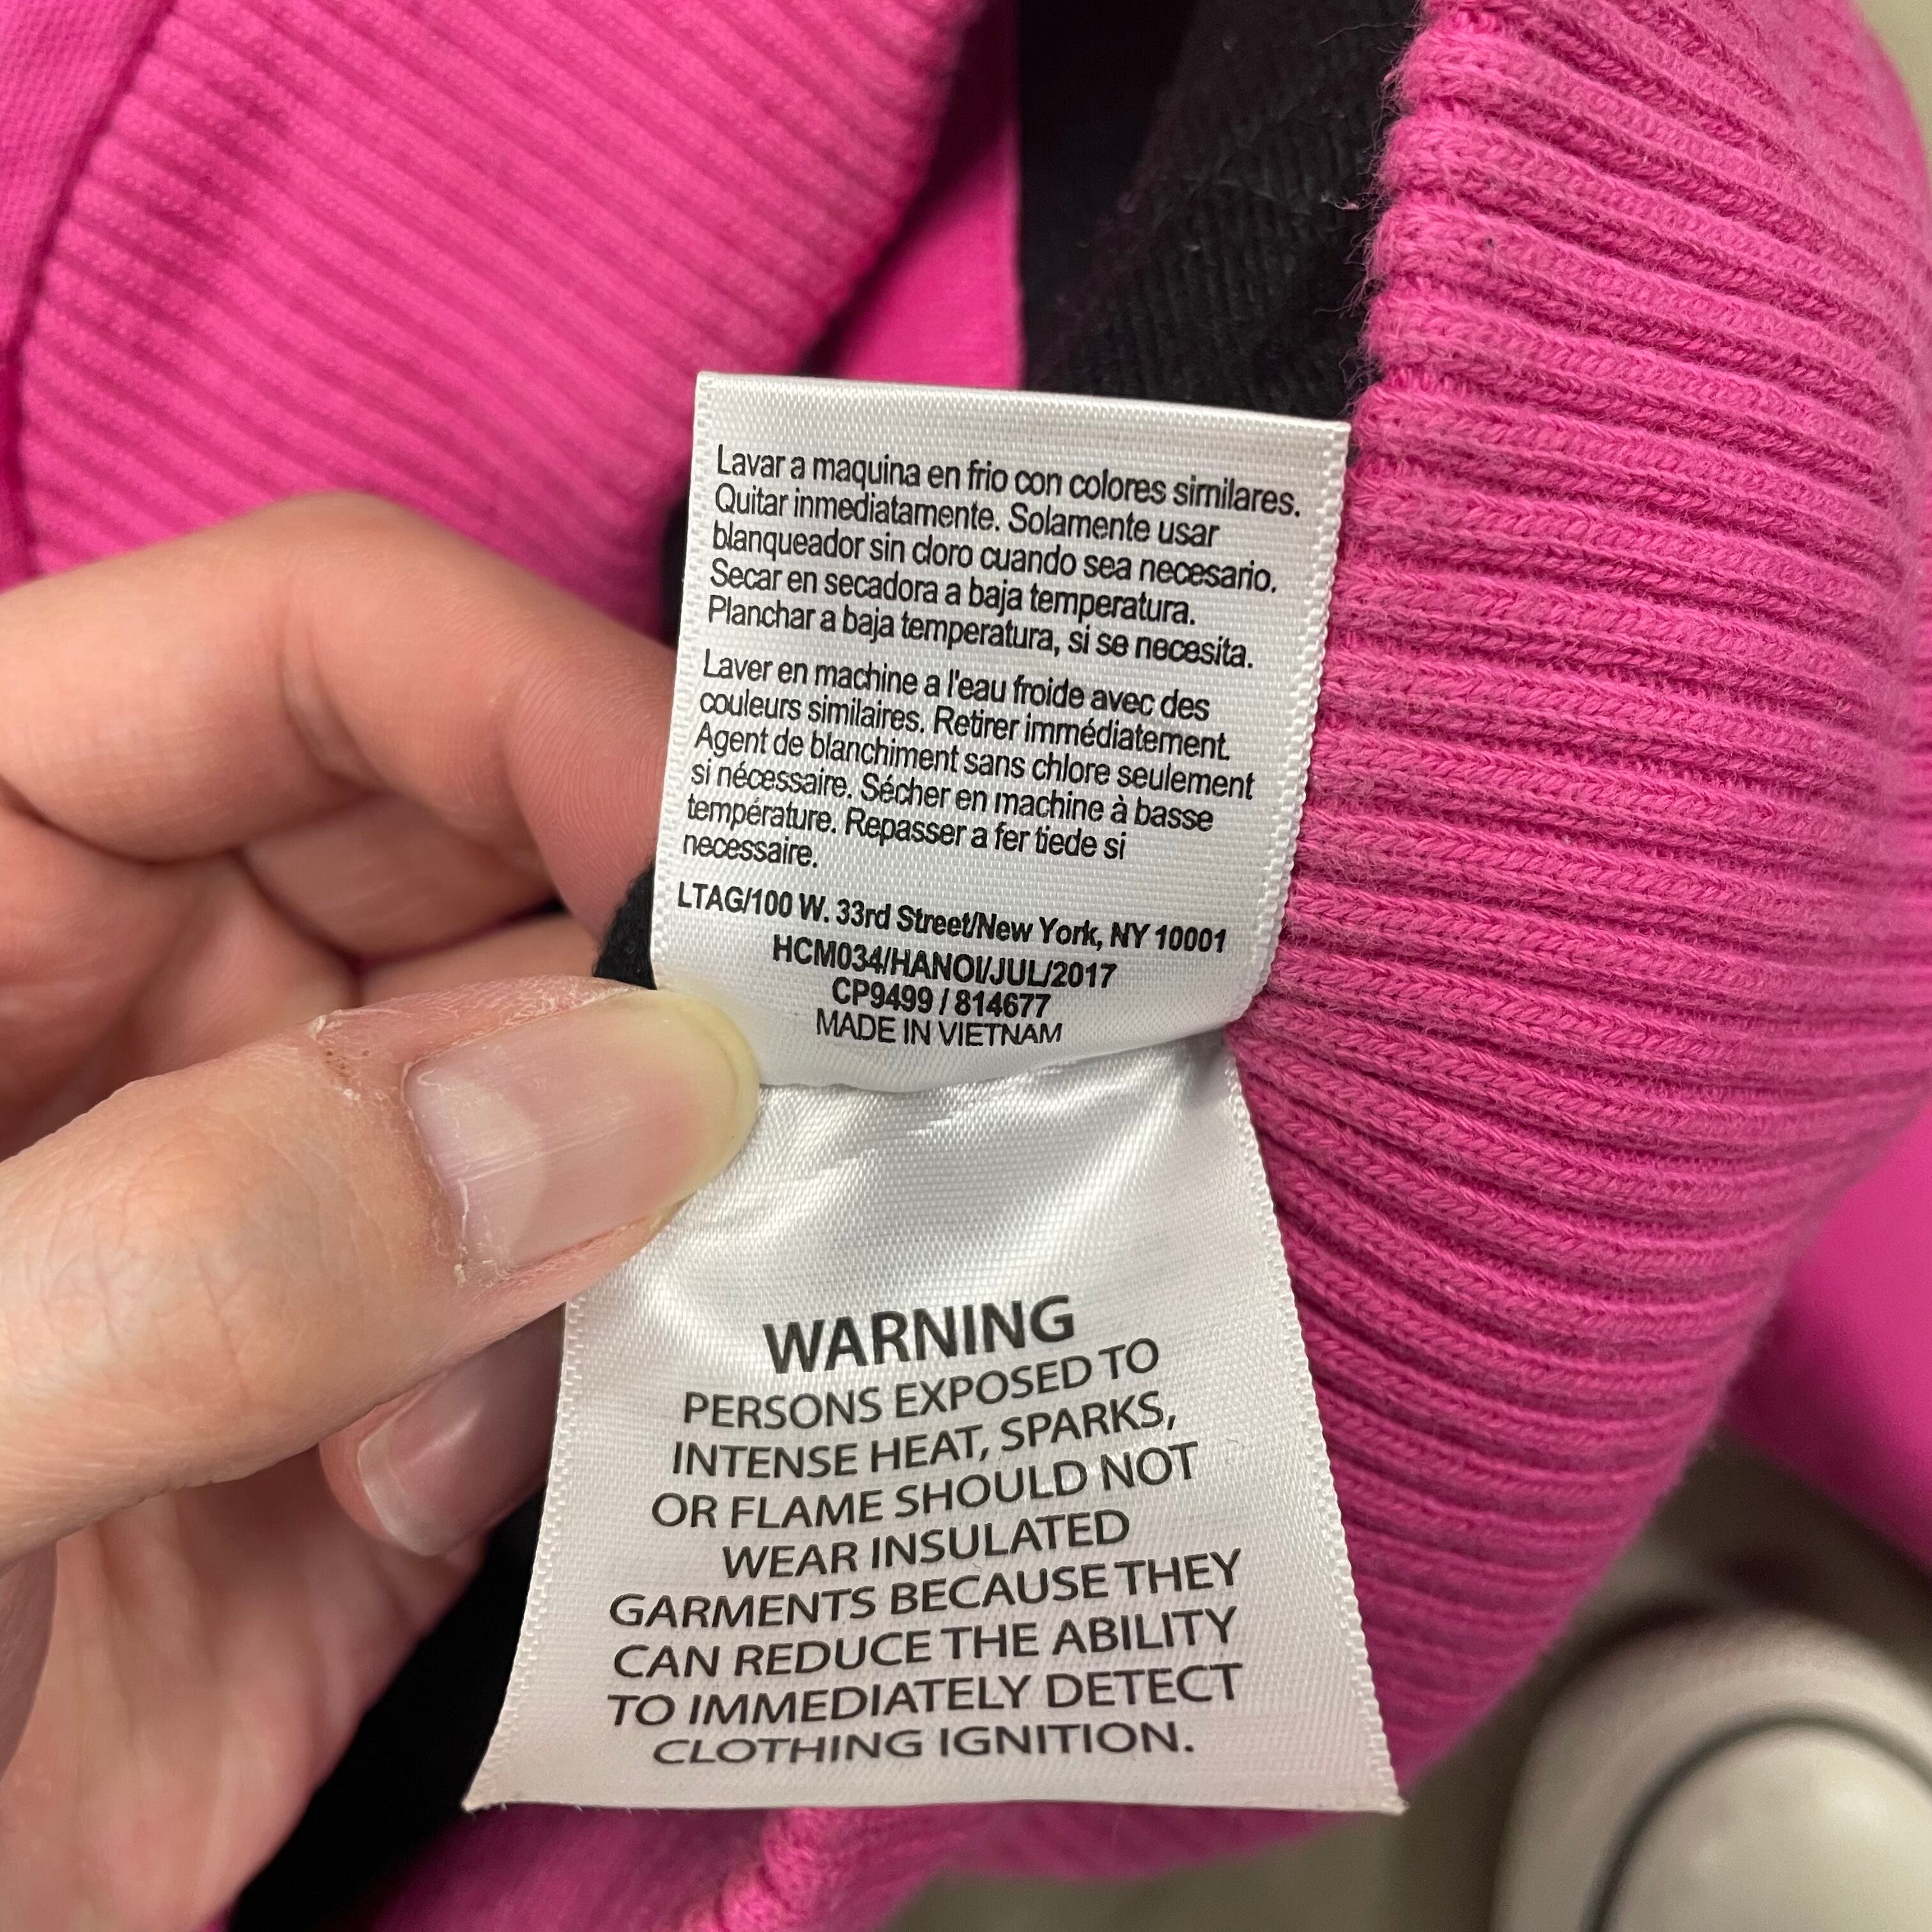 Lavar a maquina en frio con colores similares.
Quitar inmediatamente. Solamente usar
blanqueador sin cloro cuando sea necesario.
Secar en secadora a baja temperatura.
Planchar a baja temperatura, si se necesita.
Laver en machine a l'eau froide avec des
couleurs similaires. Retirer immédiatement.
Agent de blanchiment sans chlore seulement
si nécessaire. Sécher en machine à basse
température. Repasser a fer tiede si
necessaire.
LTAG/100 W. 33rd Street/New York, NY 10001
HCM034/HANOI/JUL/2017
CP9499 / 814677
MADE IN VIETNAM
WARNING
PERSONS EXPOSED TO
INTENSE HEAT, SPARKS,
OR FLAME SHOULD NOT
WEAR INSULATED
GARMENTS BECAUSE THEY
CAN REDUCE THE ABILITY
TO IMMEDIATELY DETECT
CLOTHING IGNITION.